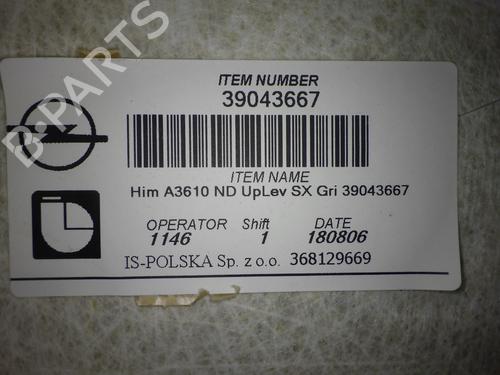 ITEM NUMBER
39043667
ITEM NAME
Him A3610 ND UpLev SX Gri 39043667
OPERATOR Shift DATE
1146 1 180806
IS-POLSKA Sp. z o.o. 368129669
B-PARTS